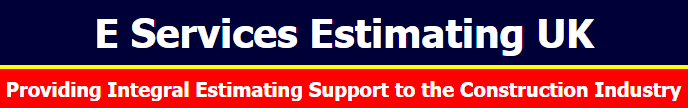 E Services Estimating UK
Providing Integral Estimating Support to the Construction Industry